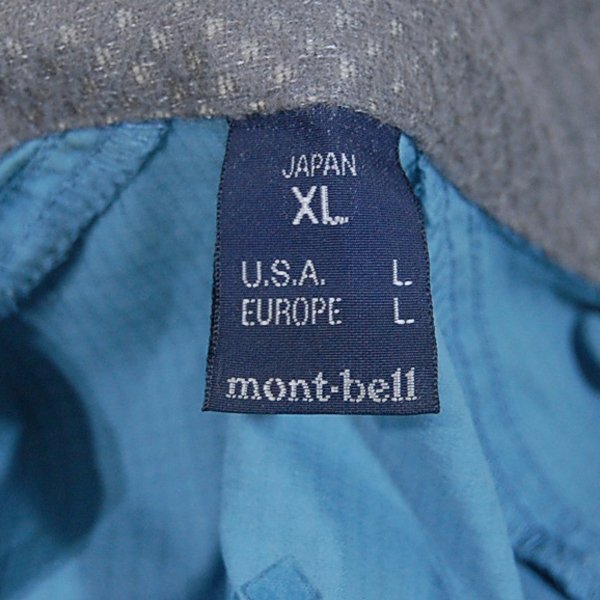 JAPAN
XL
U.S.A. L
EUROPE L
mont-bell